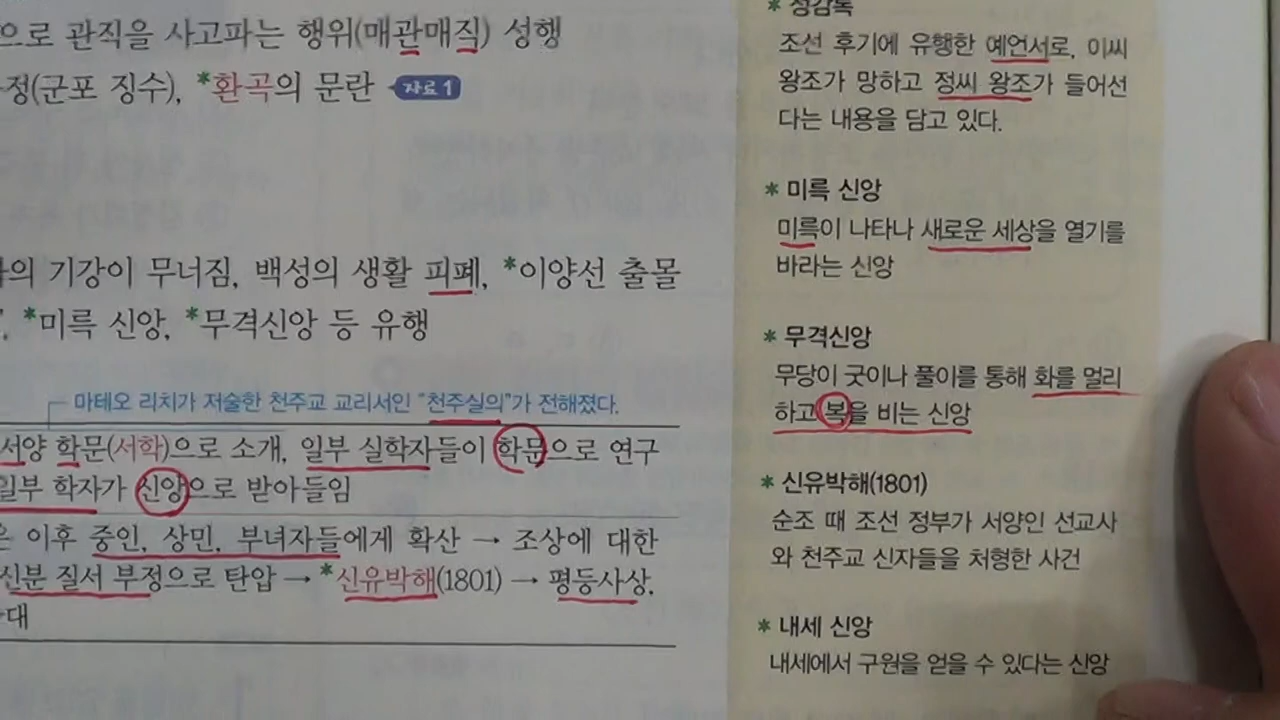 으로 관직을 사고파는 행위(매관매직) 성행
정(군포 징수), *환곡의 문란 자료1
의 기강이 무너짐, 백성의 생활 피폐, *이양선 출몰
*미륵 신앙, *무격신앙 등 유행
마테오 리치가 저술한 천주교 교리서인 "천주실의"가 전해졌다.
서양 학문(서학)으로 소개, 일부 실학자들이 학문으로 연구
일부 학자가 신앙으로 받아들임
은 이후 중인, 상민, 부녀자들에게 확산 → 조상에 대한
신분 질서 부정으로 탄압 → *신유박해(1801) → 평등사상,
대
* 정감록
조선 후기에 유행한 예언서로, 이씨
왕조가 망하고 정씨 왕조가 들어선
다는 내용을 담고 있다.
* 미륵 신앙
미륵이 나타나 새로운 세상을 열기를
바라는 신앙
* 무격신앙
무당이 굿이나 풀이를 통해 화를 멀리
하고 복을 비는 신앙
* 신유박해(1801)
순조 때 조선 정부가 서양인 선교사
와 천주교 신자들을 처형한 사건
* 내세 신앙
내세에서 구원을 얻을 수 있다는 신앙